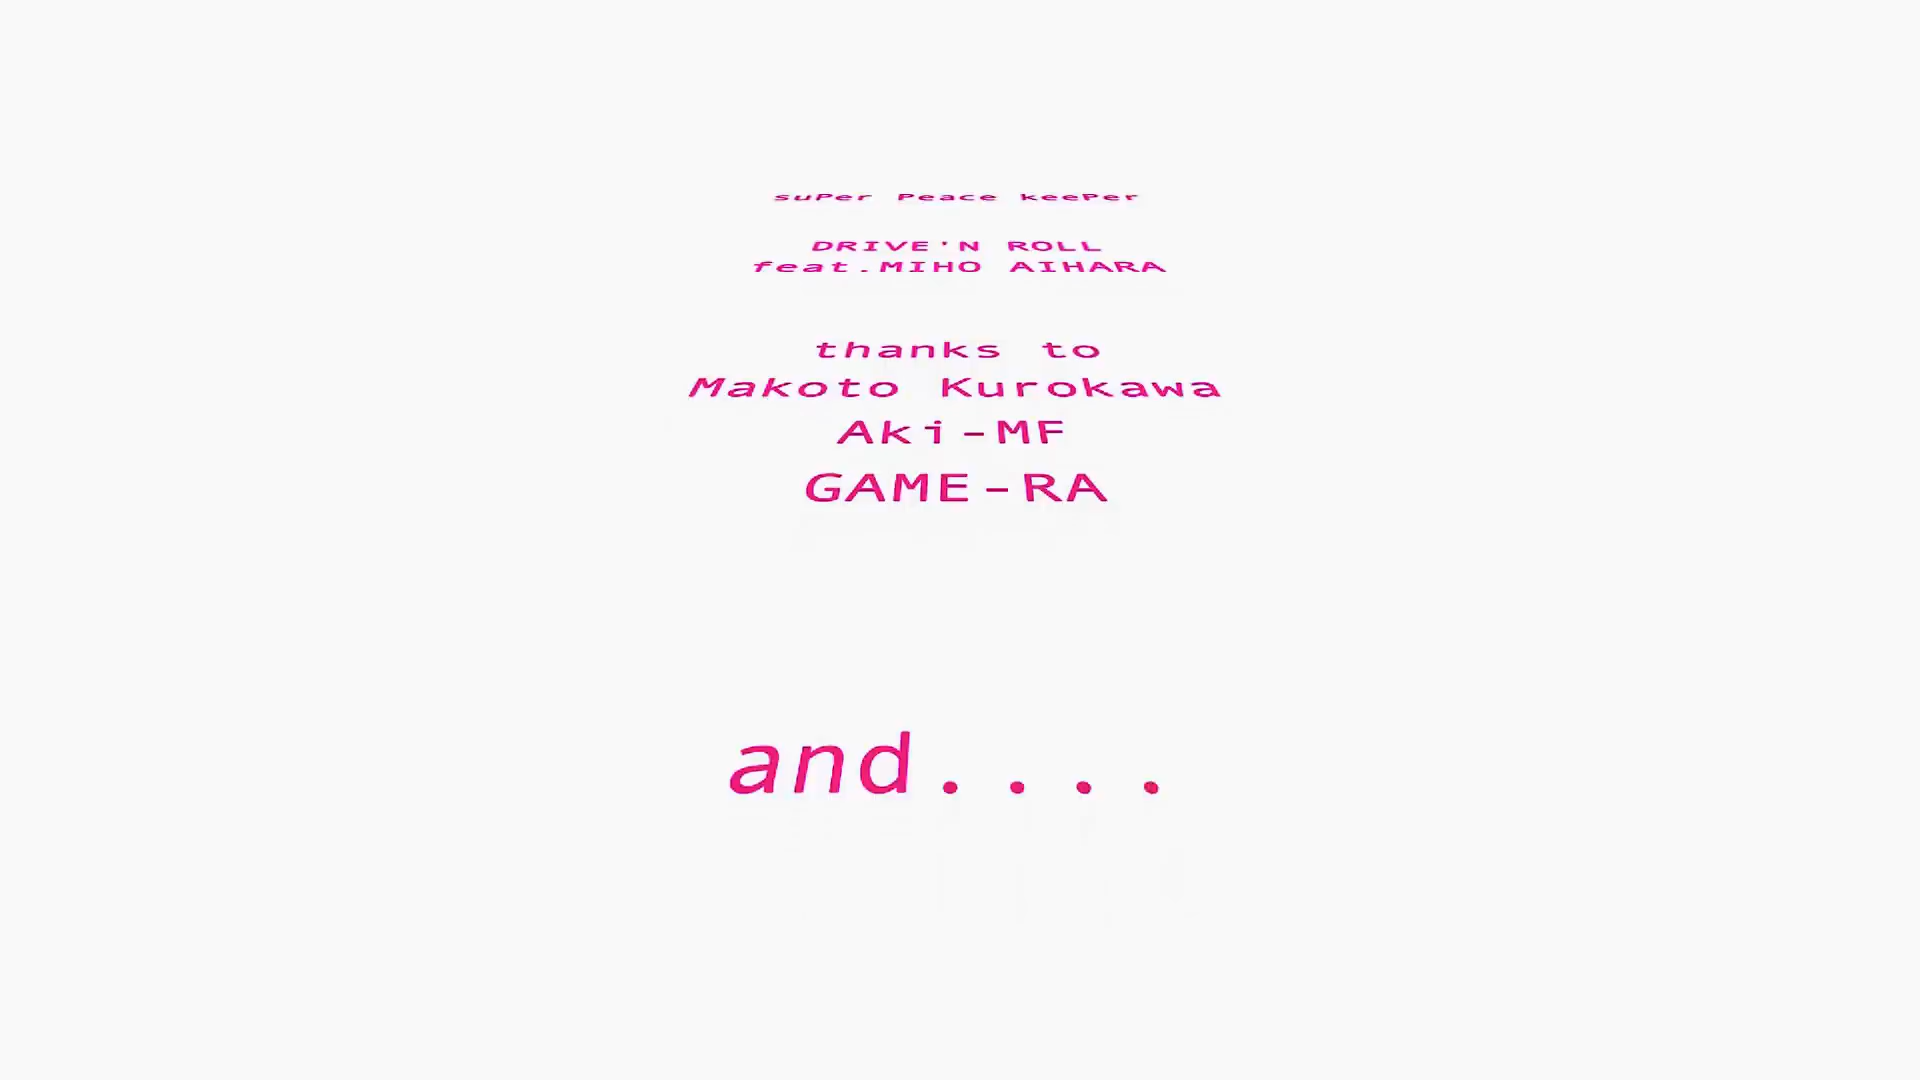 suPer Peace keePer
DRIVE'N ROLL
feat.MIHO AIHARA
thanks to
Makoto Kurokawa
Aki-MF
GAME-RA
and....